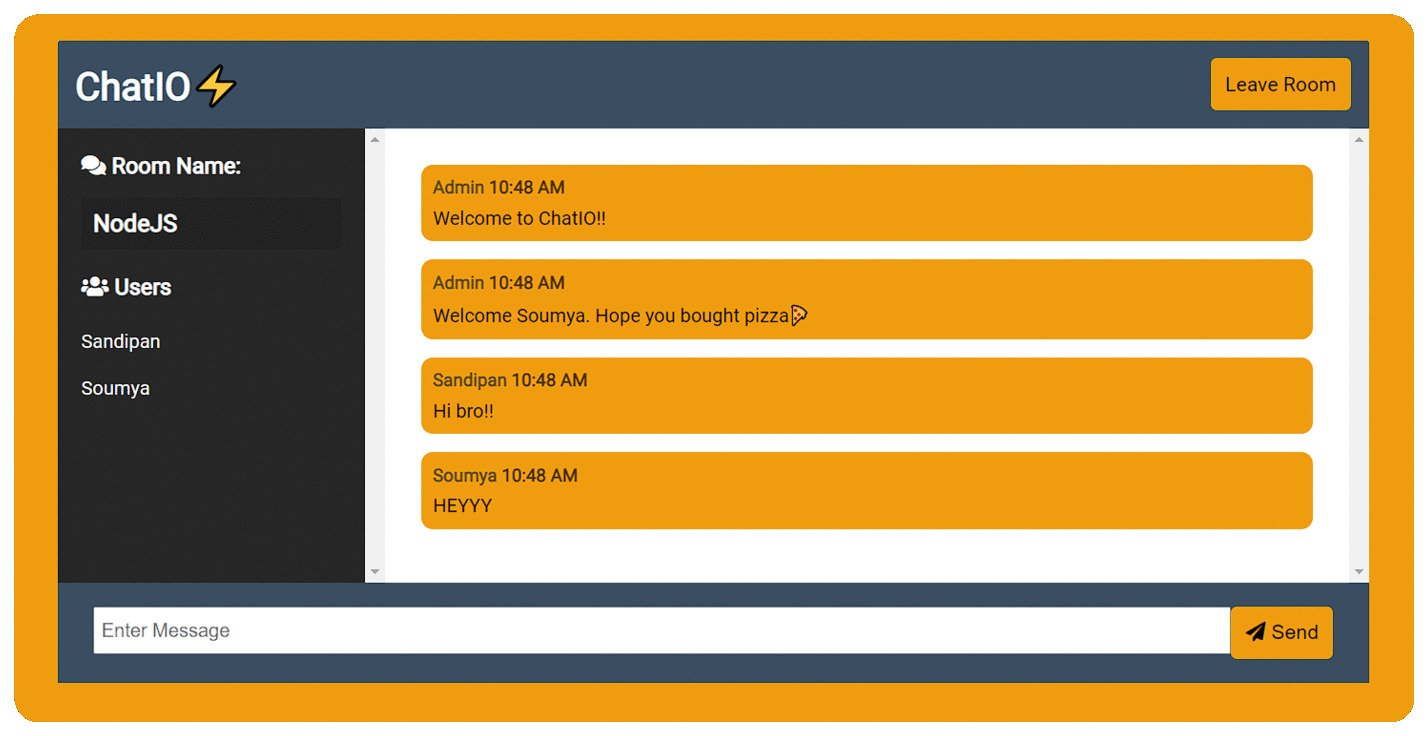 ChatIO⚡
Leave Room
Room Name:
NodeJS
Users
Sandipan
Soumya
Admin 10:48 AM
Welcome to ChatIO!!
Admin 10:48 AM
Welcome Soumya. Hope you bought pizza🍕
Sandipan 10:48 AM
Hi bro!!
Soumya 10:48 AM
HEYYY
Enter Message
Send